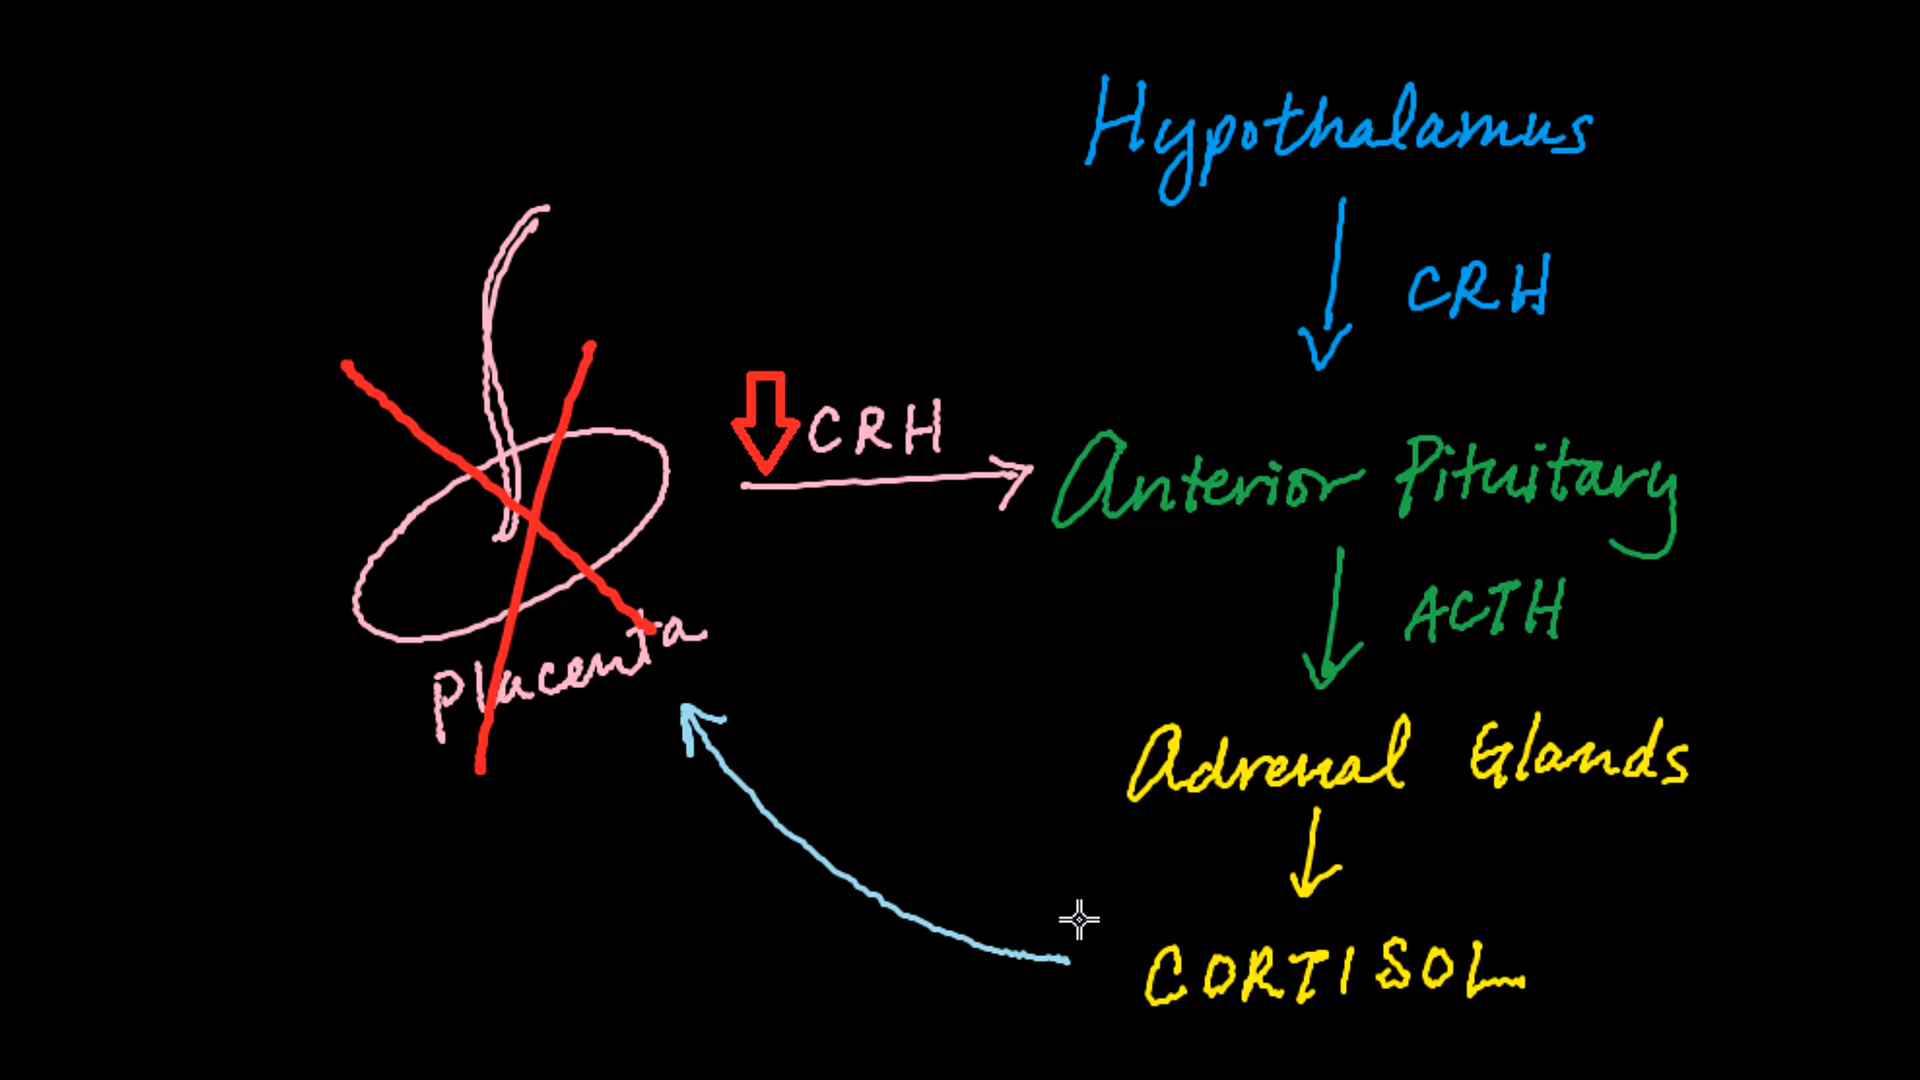 Hypothalamus
CRH
CRH
Anterior Pituitary
Placenta
ACTH
Adrenal Glands
CORTISOL